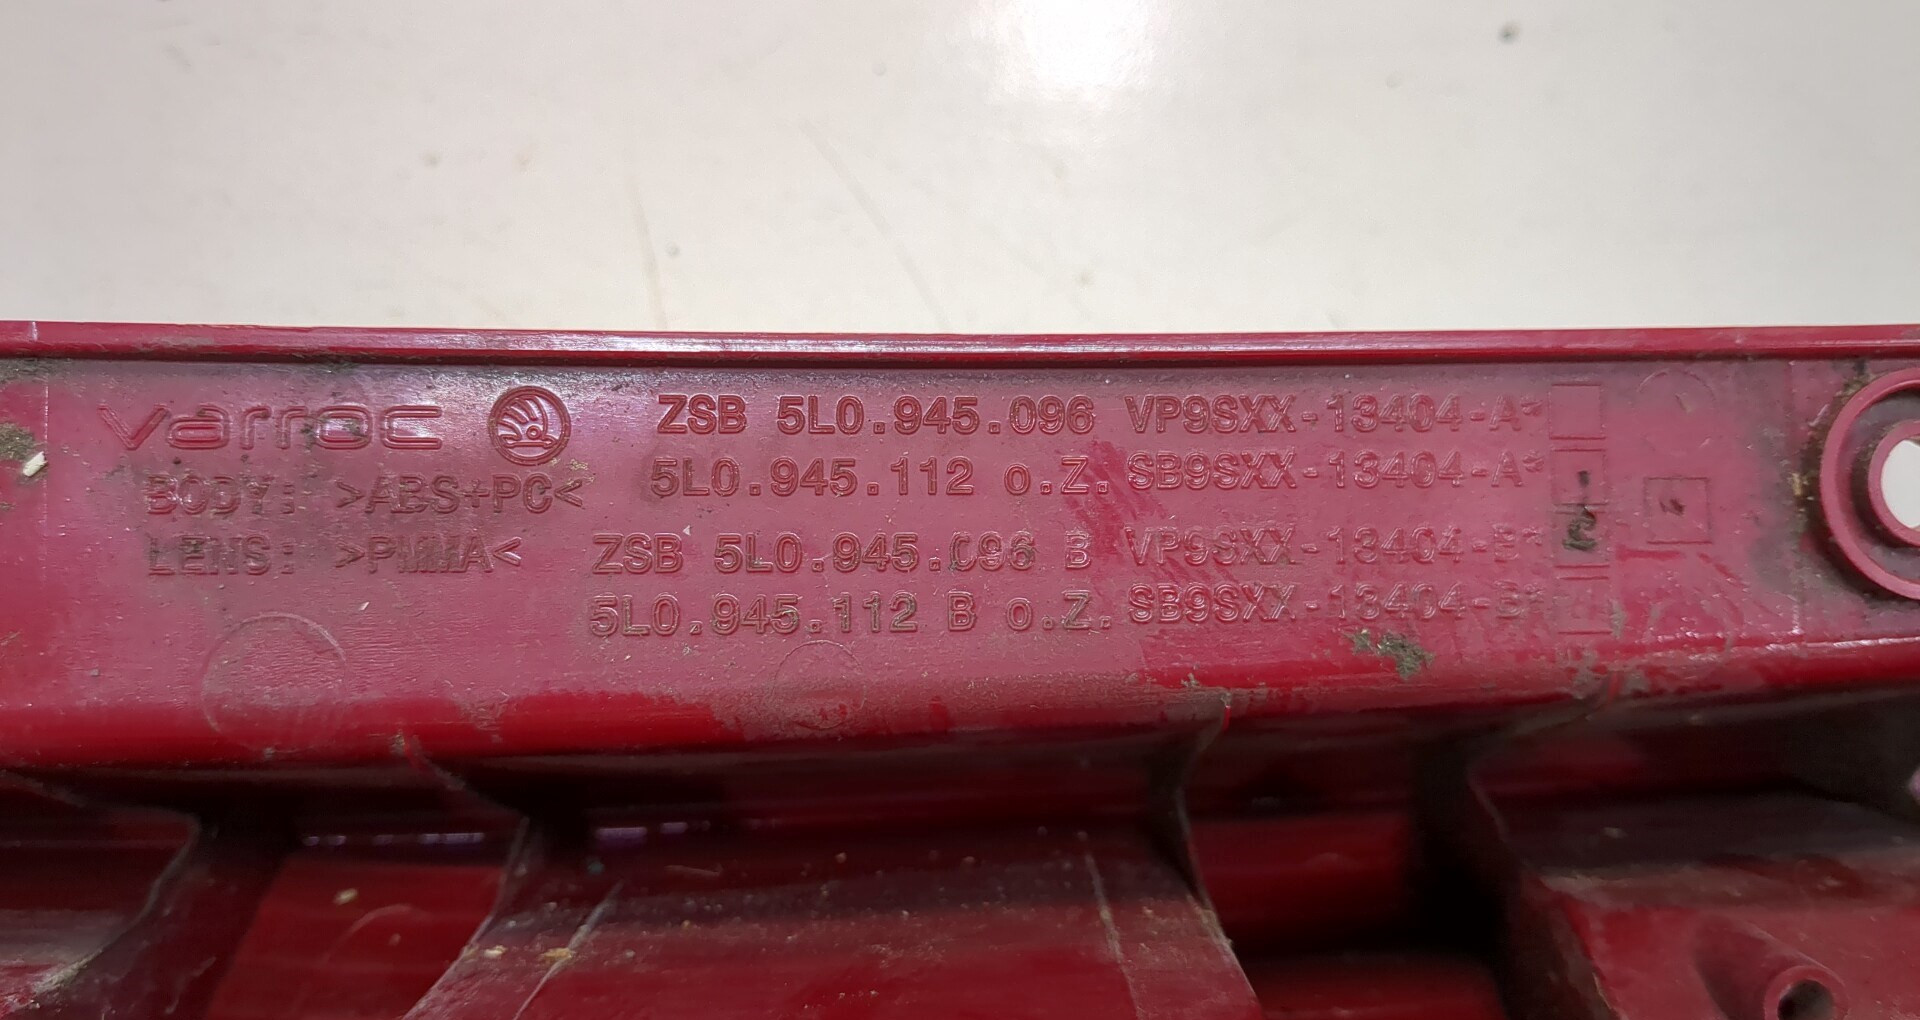 varroc ZSB 5L0.945.096 VP9SXX-13404-A*
BODY: >ABS+PC< 5L0.945.112 o.Z. SB9SXX-13404-A*
LENS: >PMMA< ZSB 5L0.945.096 B VP9SXX-13404-B*
5L0.945.112 B o.Z. SB9SXX-13404-B*